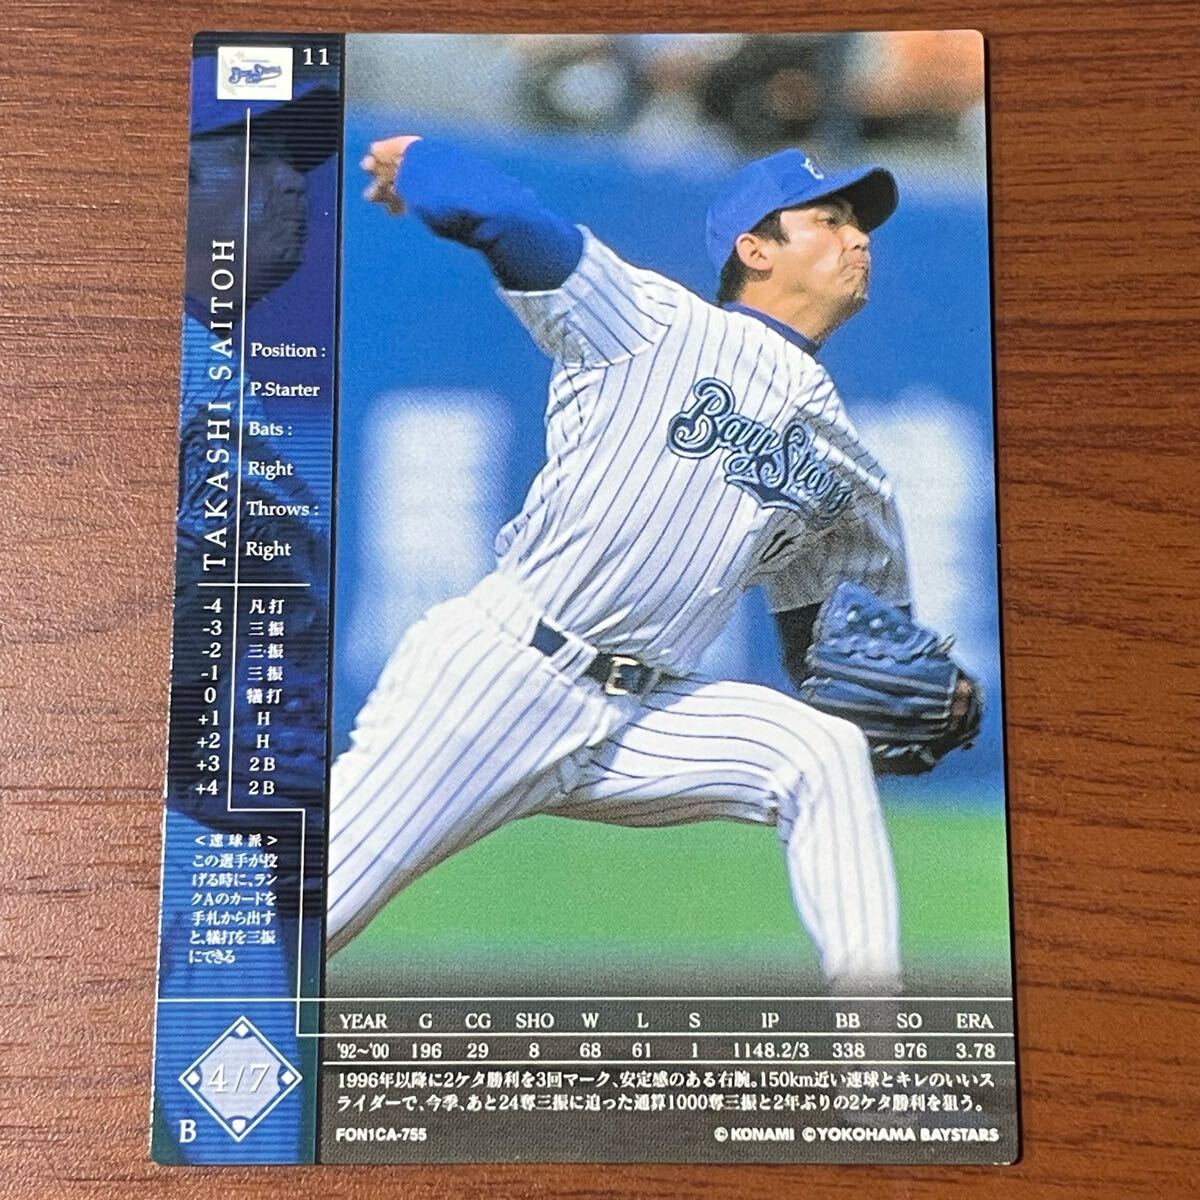 BayStars
11
TAKASHI SAITOH
Position :
P.Starter
Bats :
Right
Throws :
Right
-4 凡打
-3 三振
-2 三振
-1 三振
0 犠打
+1 H
+2 H
+3 2B
+4 2B
<速球派>
この選手が投
げる時に、ラン
クAのカードを
手札から出す
と、犠打を三振
にできる
4/7
B
BayStars
YEAR G CG SHO W L S IP BB SO ERA
'92〜'00 196 29 8 68 61 1 1148.2/3 338 976 3.78
1996年以降に2ケタ勝利を3回マーク、安定感のある右腕。150km近い速球とキレのいいス
ライダーで、今季、あと24奪三振に迫った通算1000奪三振と2年ぶりの2ケタ勝利を狙う。
FON1CA-755
©KONAMI ©YOKOHAMA BAYSTARS